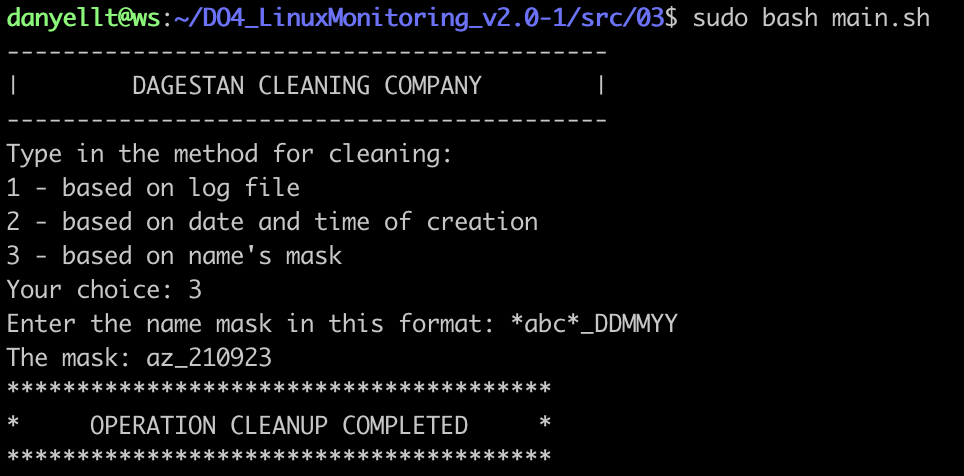 danyellt@ws:~/DO4_LinuxMonitoring_v2.0-1/src/03$ sudo bash main.sh
-------------------------------------------
|        DAGESTAN CLEANING COMPANY        |
-------------------------------------------
Type in the method for cleaning:
1 - based on log file
2 - based on date and time of creation
3 - based on name's mask
Your choice: 3
Enter the name mask in this format: *abc*_DDMMYY
The mask: az_210923
***************************************
*     OPERATION CLEANUP COMPLETED     *
***************************************